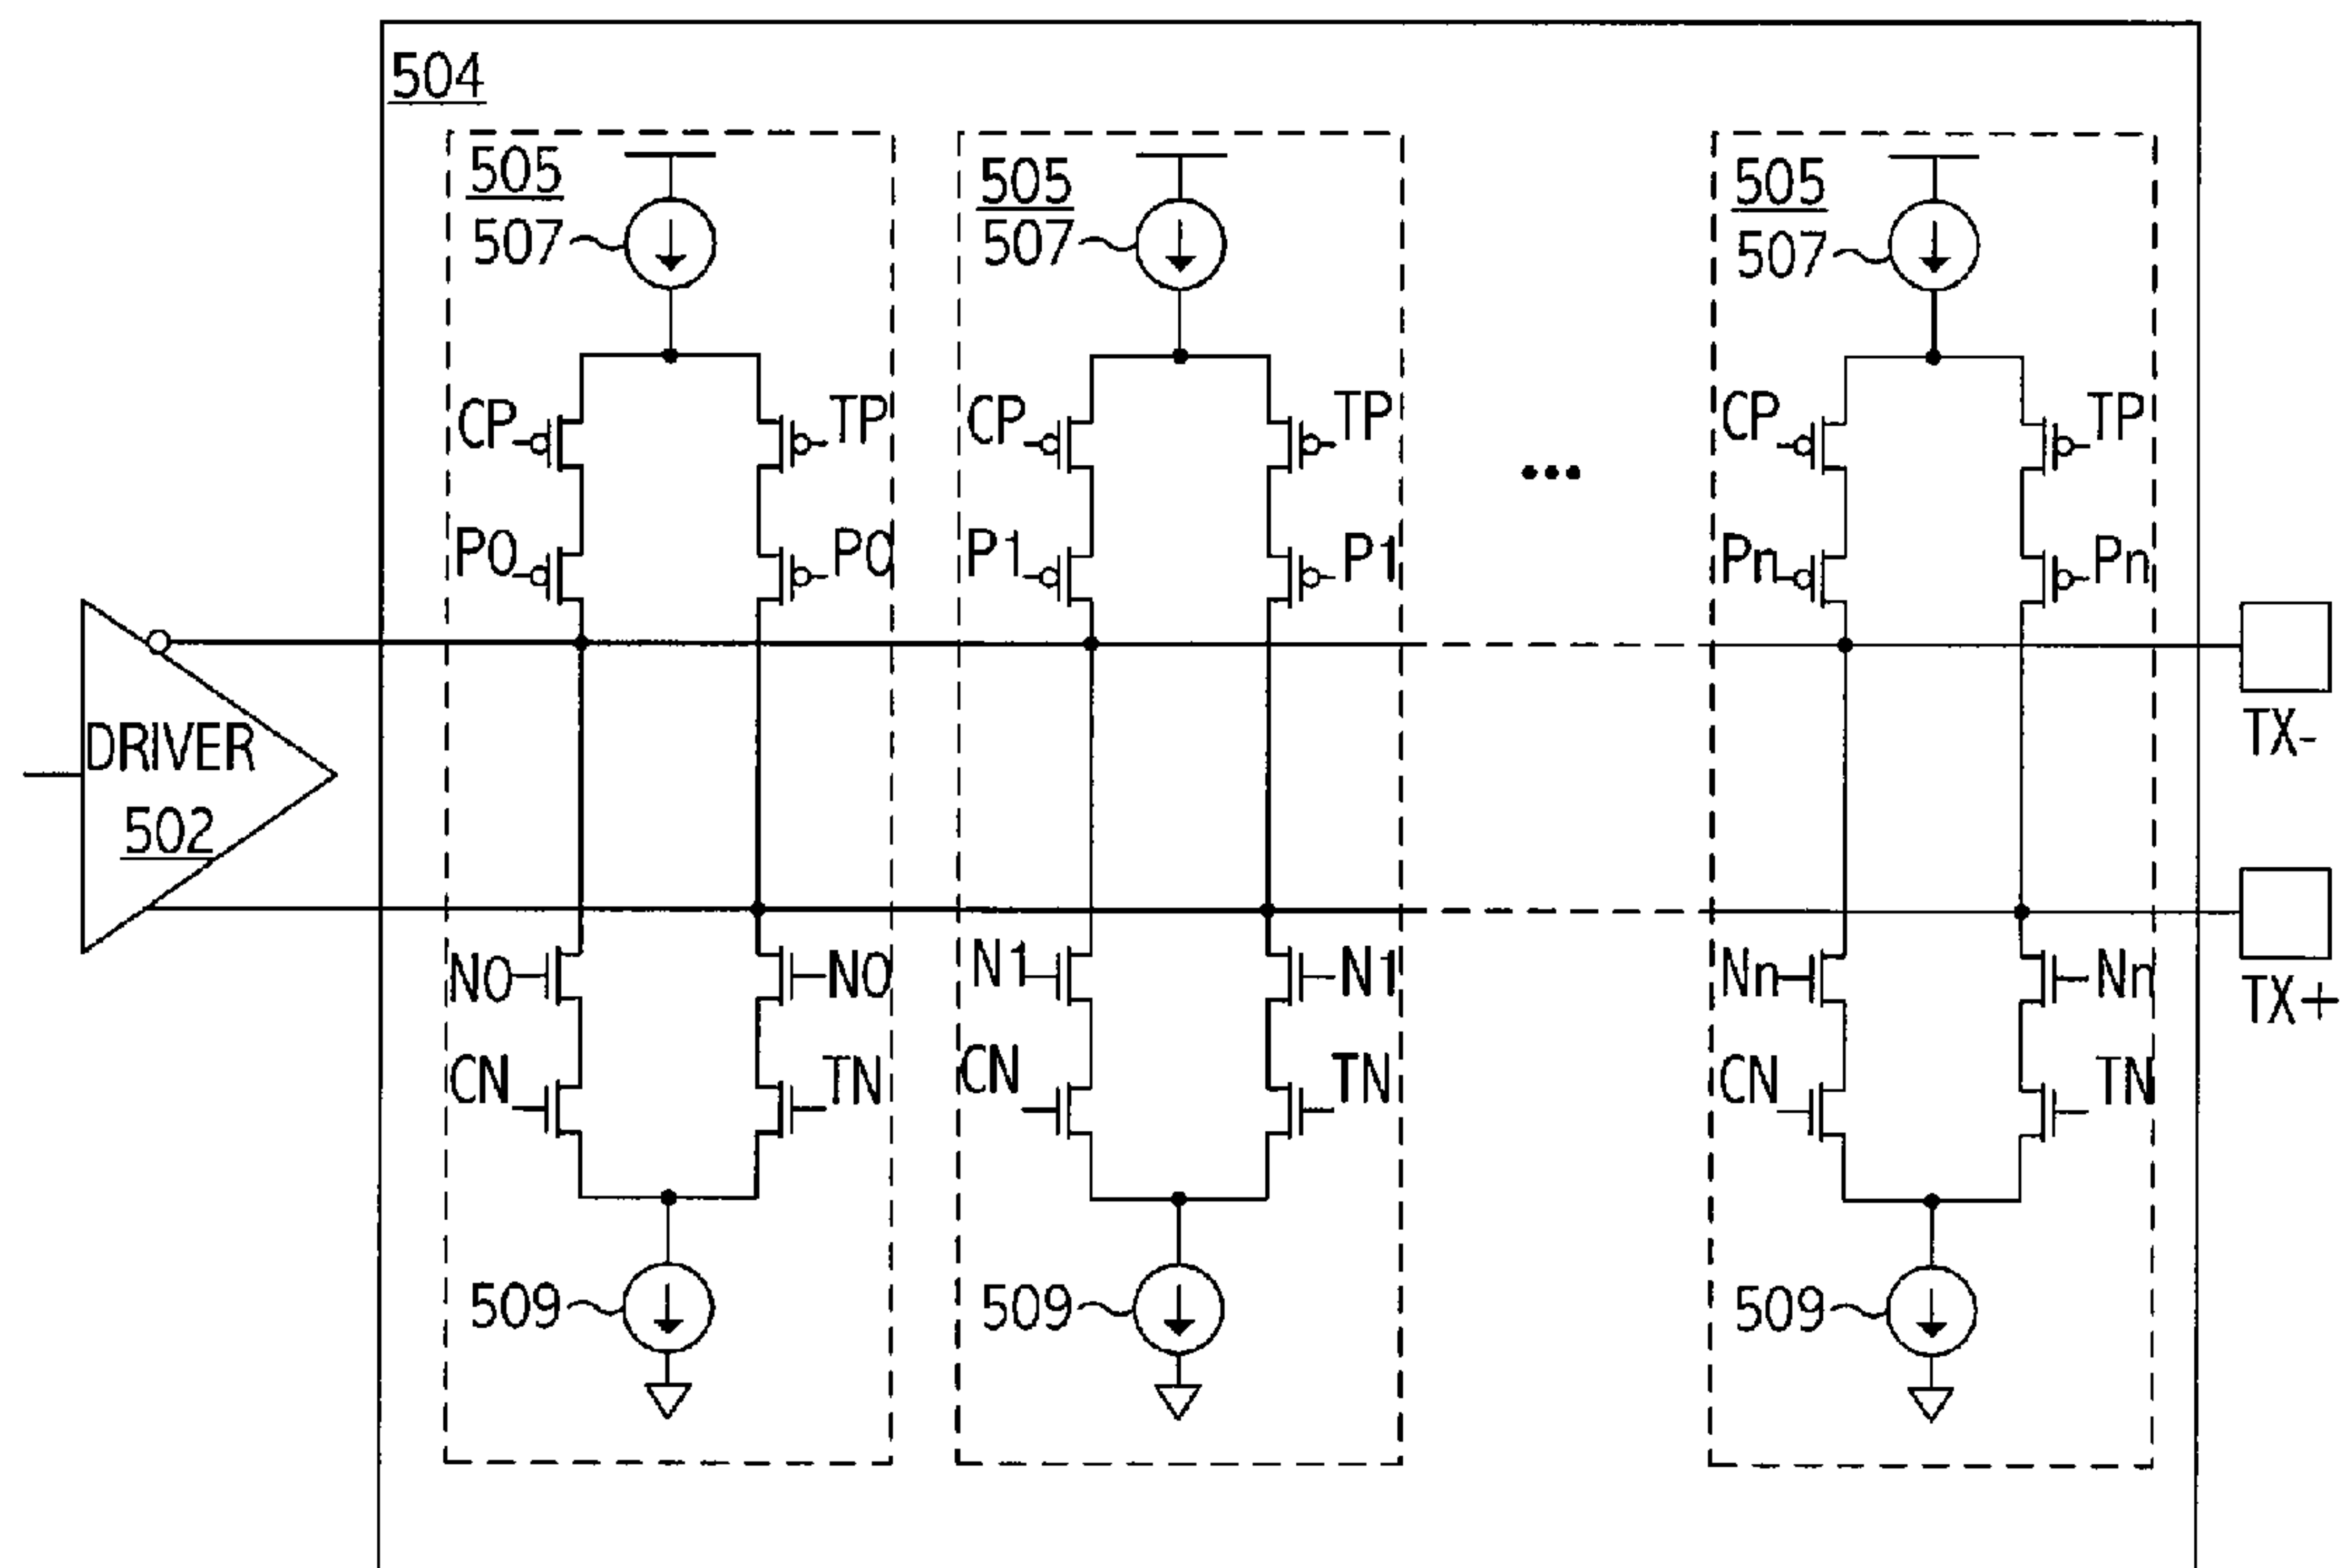 504
505 505 505
507 507 507
CP TP CP TP CP TP
P0 P0 P1 P1 Pn Pn
DRIVER
502
TX-
N0 N0 N1 N1 Nn Nn
TX+
CN TN CN TN CN TN
509 509 509